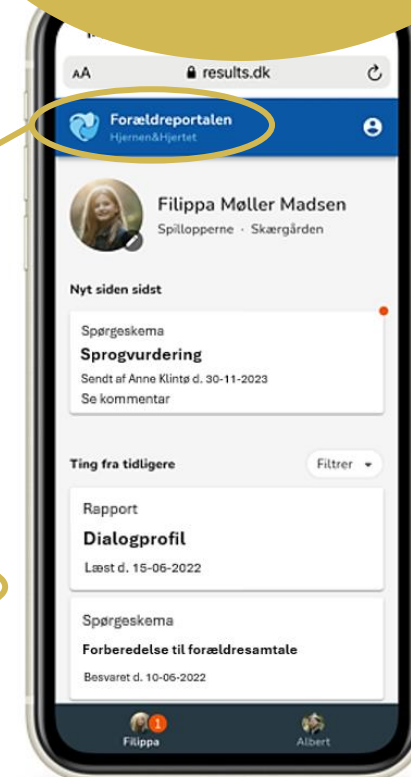 AA results.dk
Forældreportalen
Hjernen&Hjertet
Filippa Møller Madsen
Spillopperne · Skærgården
Nyt siden sidst
Spørgeskema
Sprogvurdering
Sendt af Anne Klintø d. 30-11-2023
Se kommentar
Ting fra tidligere Filtrer
Rapport
Dialogprofil
Læst d. 15-06-2022
Spørgeskema
Forberedelse til forældresamtale
Besvaret d. 10-06-2022
1
Filippa Albert